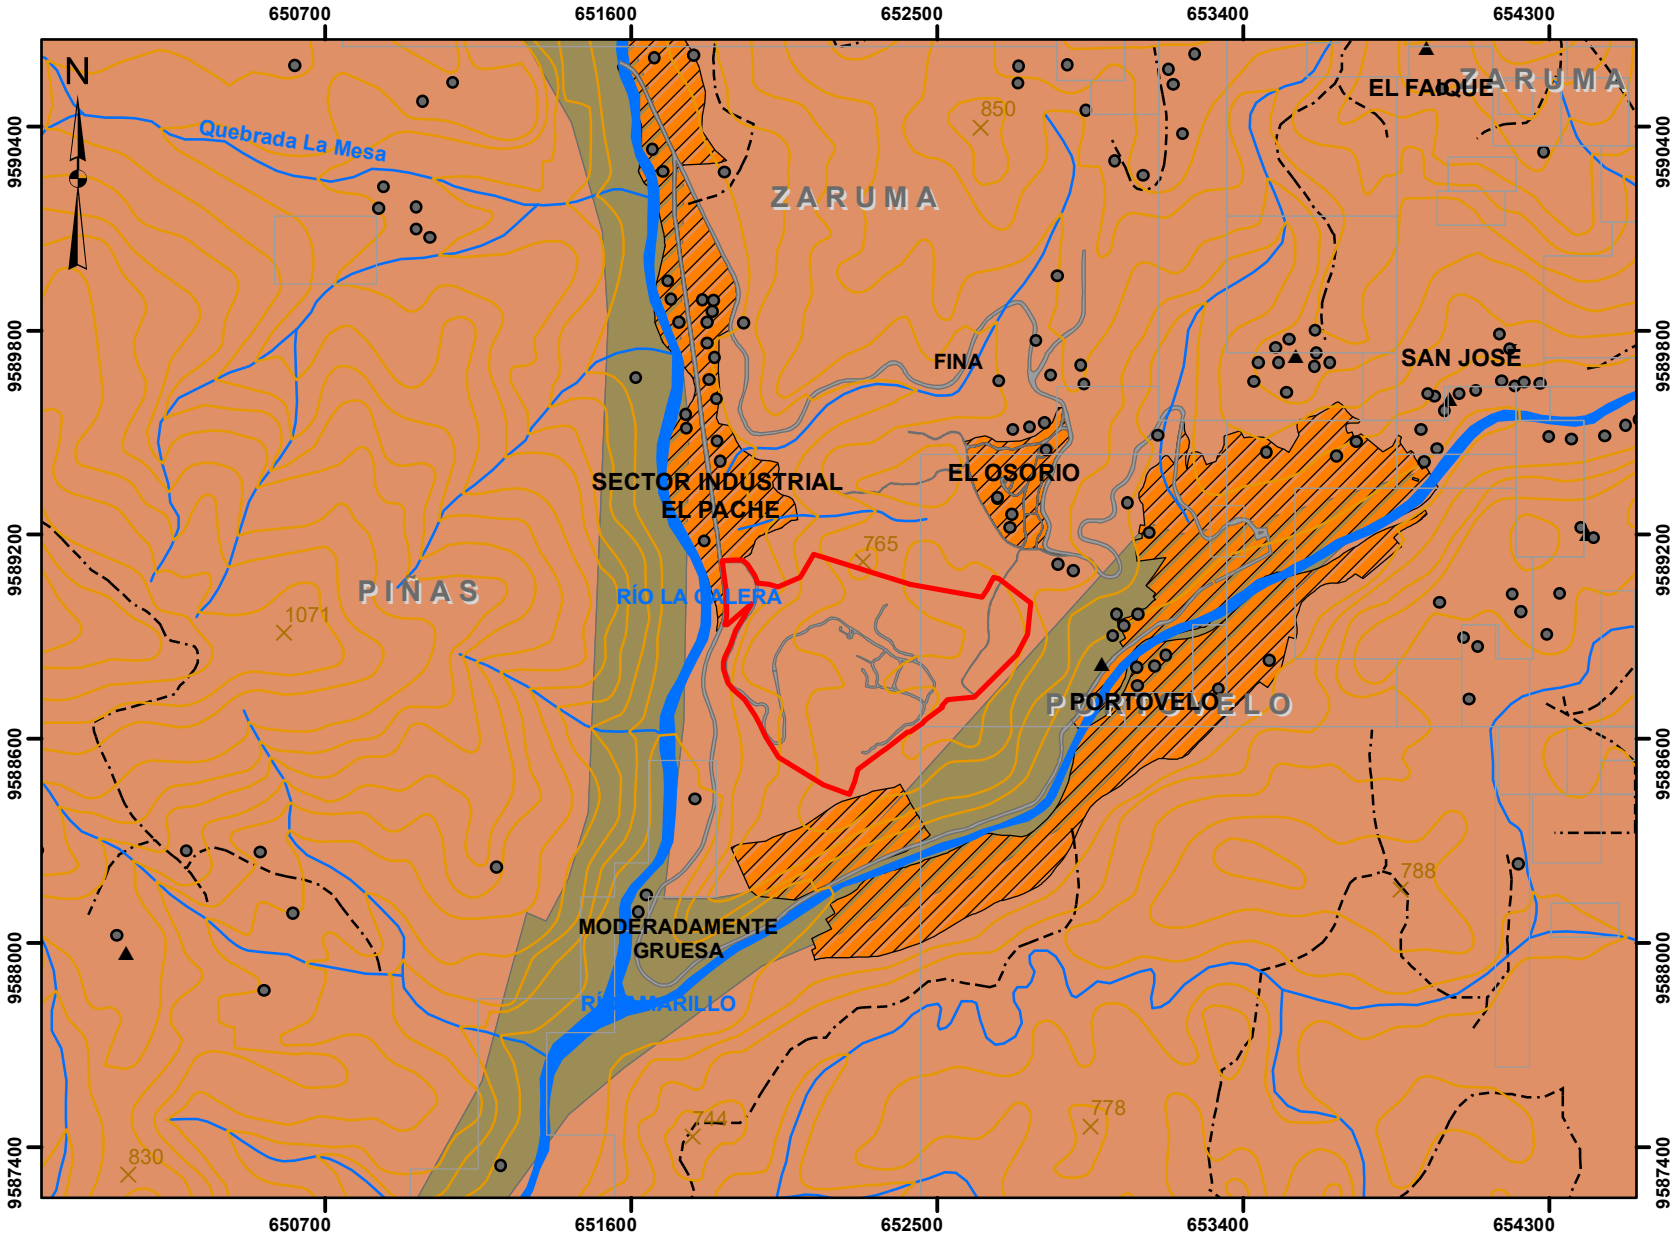 650700 651600 652500 653400 654300
N
EL FAIQUE
ZARUMA
850
9590400
9590400
Quebrada La Mesa
ZARUMA
9589800
9589800
FINA
SAN JOSE
EL OSORIO
SECTOR INDUSTRIAL
EL PACHE
9589200
9589200
765
PIÑAS
RÍO LA CALERA
1071
PORTOVELO
PORTOVELO
9588600
9588600
788
MODERADAMENTE
GRUESA
9588000
9588000
RÍO AMARILLO
744
778
830
9587400
9587400
650700 651600 652500 653400 654300